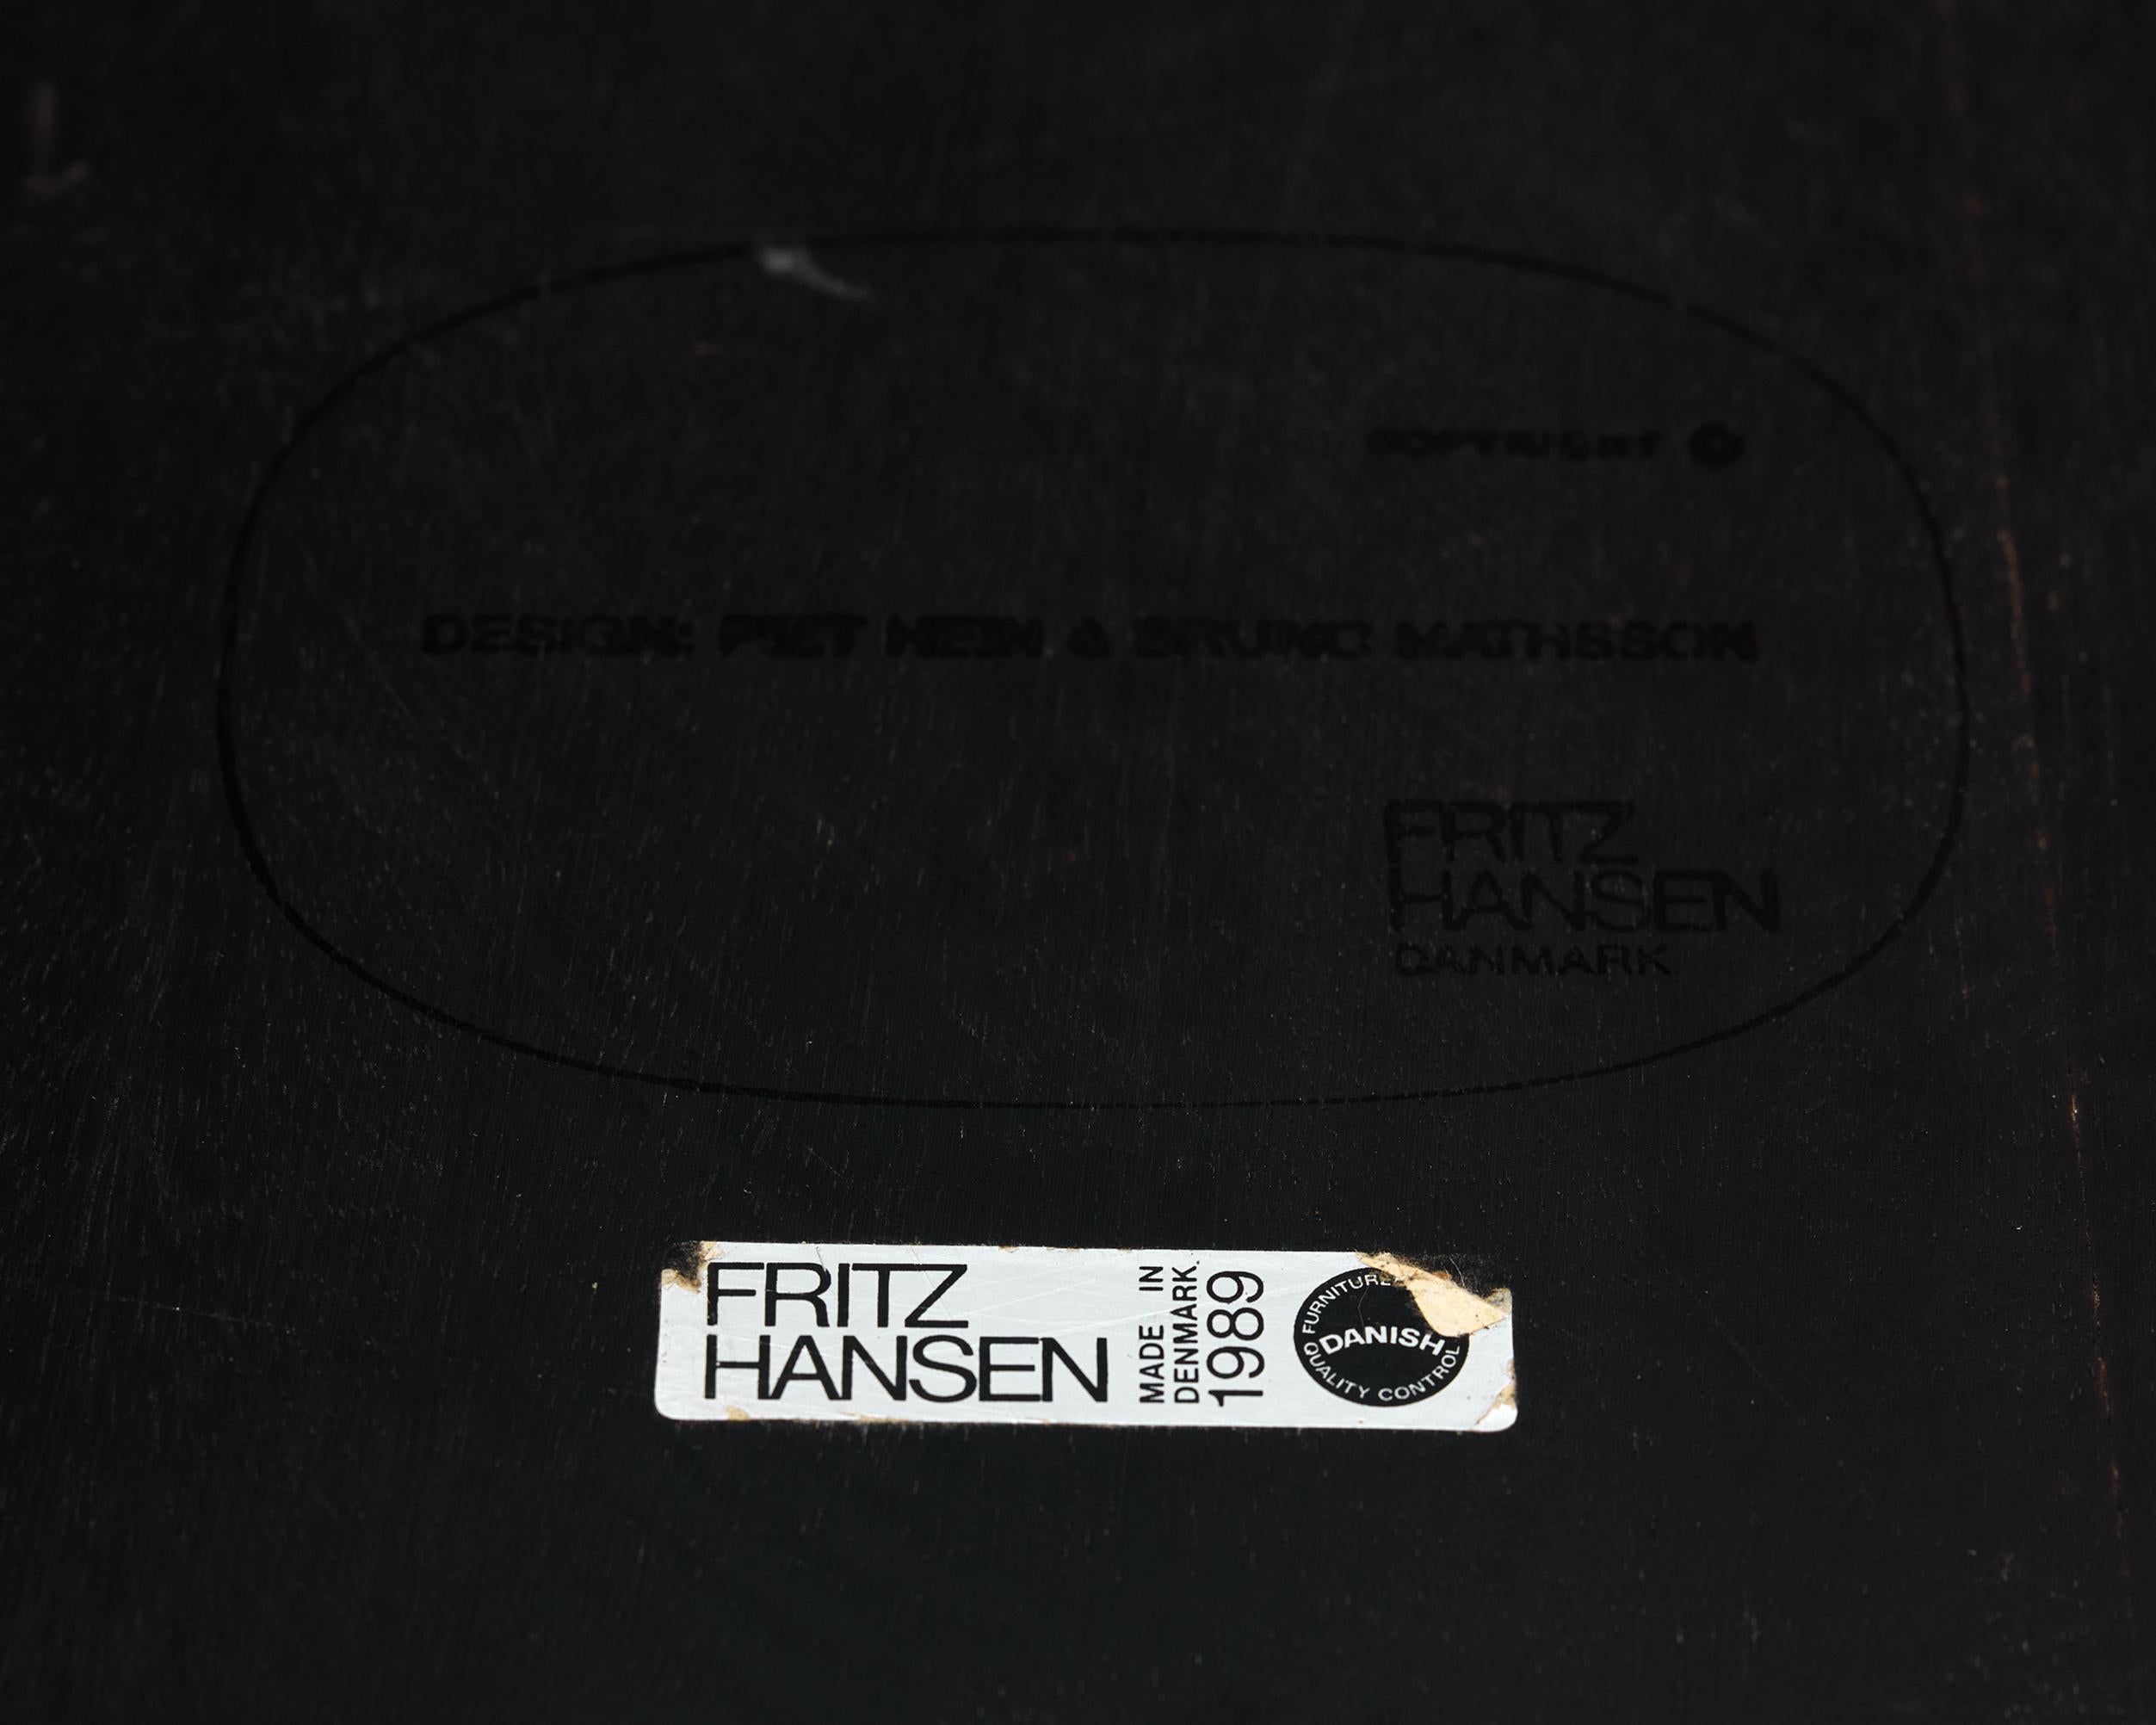 COPYRIGHT ©
DESIGN: PIET HEIN & BRUNO MATHSSON
FRITZ
HANSEN
DANMARK
FRITZ
HANSEN
MADE IN
DENMARK.
1989
FURNITURE
DANISH
QUALITY CONTROL